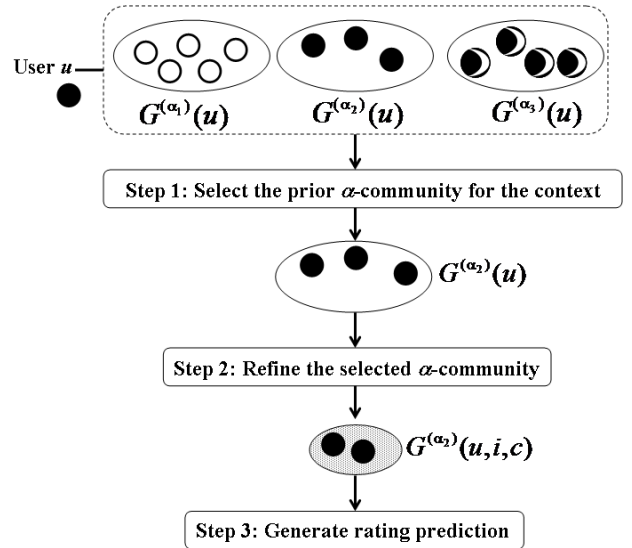 User u
G^(α₁)(u) G^(α₂)(u) G^(α₃)(u)
Step 1: Select the prior α-community for the context
G^(α₂)(u)
Step 2: Refine the selected α-community
G^(α₂)(u,i,c)
Step 3: Generate rating prediction